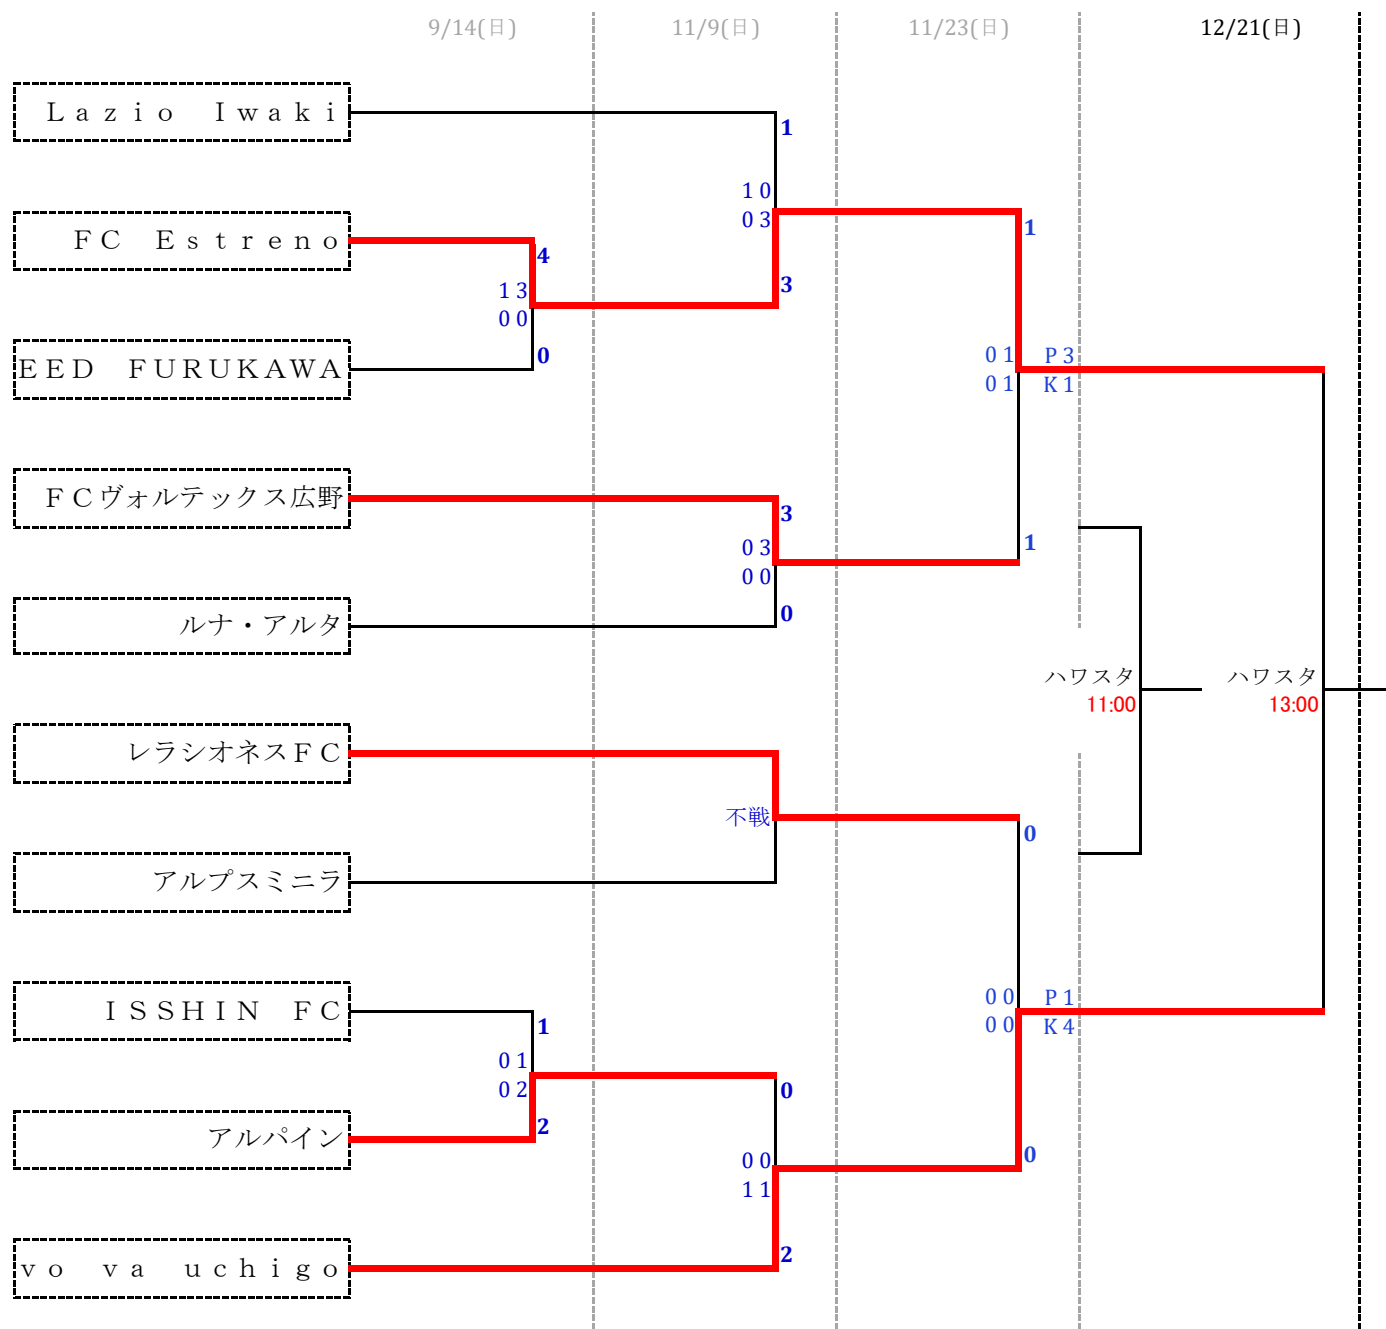 9/14(日) 11/9(日) 11/23(日) 12/21(日)
Ｌａｚｉｏ　Ｉｗａｋｉ
1
1 0
0 3
1
ＦＣ　Ｅｓｔｒｅｎｏ
4
1 3
0 0
3
0
ＥＥＤ　ＦＵＲＵＫＡＷＡ
0 1
0 1
P 3
K 1
ＦＣヴォルテックス広野
3
0 3
0 0
0
1
ルナ・アルタ
ハワスタ
11:00
ハワスタ
13:00
レラシオネスＦＣ
不戦
0
アルプスミニラ
ＩＳＳＨＩＮ　ＦＣ
1
0 1
0 2
2
0 0
0 0
P 1
K 4
0
アルパイン
0 0
1 1
0
2
ｖｏ　ｖａ　ｕｃｈｉｇｏ